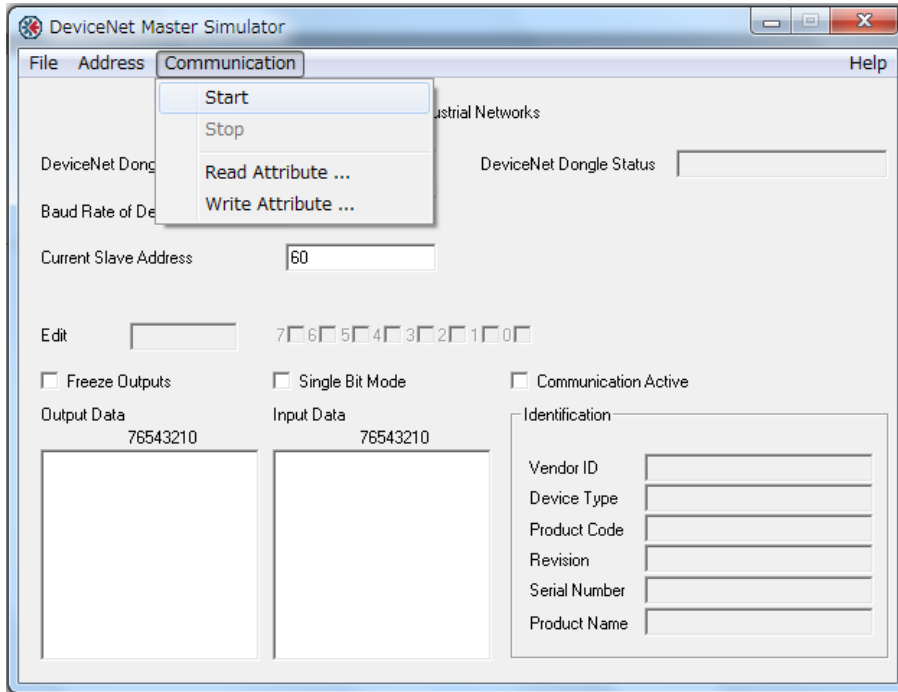 DeviceNet Master Simulator
File Address Communication Help
Start
Stop
Read Attribute ...
Write Attribute ...
Networks
DeviceNet DeviceNet Dongle Status
Baud Rate of
Current Slave Address 60
Edit 7 6 5 4 3 2 1 0
Freeze Outputs Single Bit Mode Communication Active
Output Data Input Data Identification
76543210 76543210
Vendor ID
Device Type
Product Code
Revision
Serial Number
Product Name